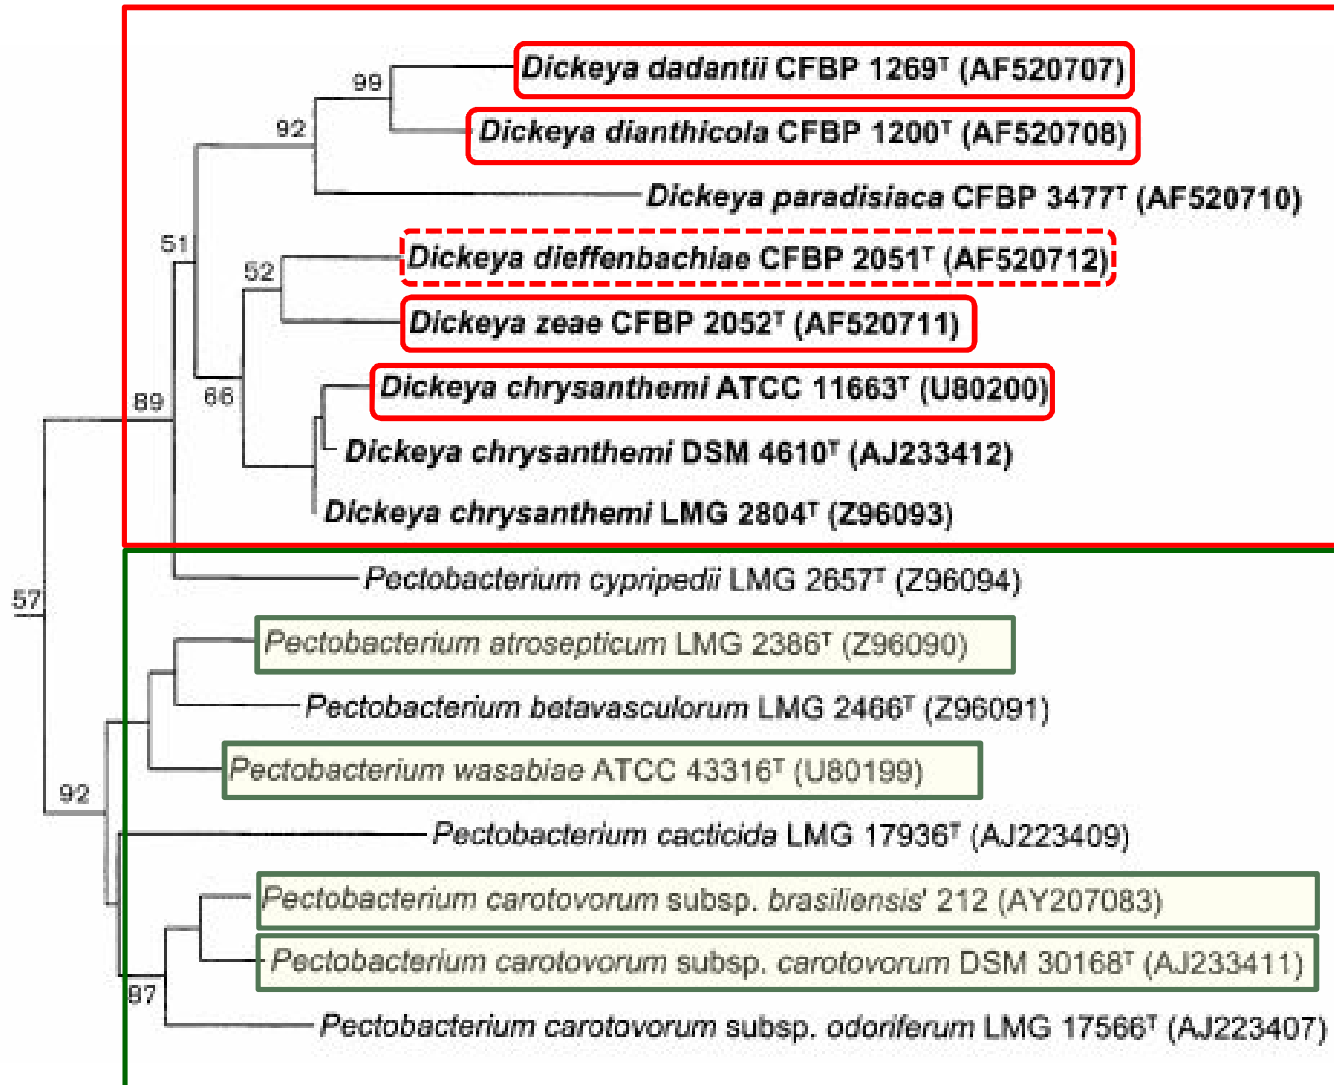 Dickeya dadantii CFBP 1269ᵀ (AF520707)
99
Dickeya dianthicola CFBP 1200ᵀ (AF520708)
92
Dickeya paradisiaca CFBP 3477ᵀ (AF520710)
51
Dickeya dieffenbachiae CFBP 2051ᵀ (AF520712)
52
Dickeya zeae CFBP 2052ᵀ (AF520711)
Dickeya chrysanthemi ATCC 11663ᵀ (U80200)
66
89
Dickeya chrysanthemi DSM 4610ᵀ (AJ233412)
Dickeya chrysanthemi LMG 2804ᵀ (Z96093)
Pectobacterium cypripedii LMG 2657ᵀ (Z96094)
57
Pectobacterium atrosepticum LMG 2386ᵀ (Z96090)
Pectobacterium betavasculorum LMG 2466ᵀ (Z96091)
Pectobacterium wasabiae ATCC 43316ᵀ (U80199)
92
Pectobacterium cacticida LMG 17936ᵀ (AJ223409)
Pectobacterium carotovorum subsp. brasiliensis' 212 (AY207083)
Pectobacterium carotovorum subsp. carotovorum DSM 30168ᵀ (AJ233411)
97
Pectobacterium carotovorum subsp. odoriferum LMG 17566ᵀ (AJ223407)